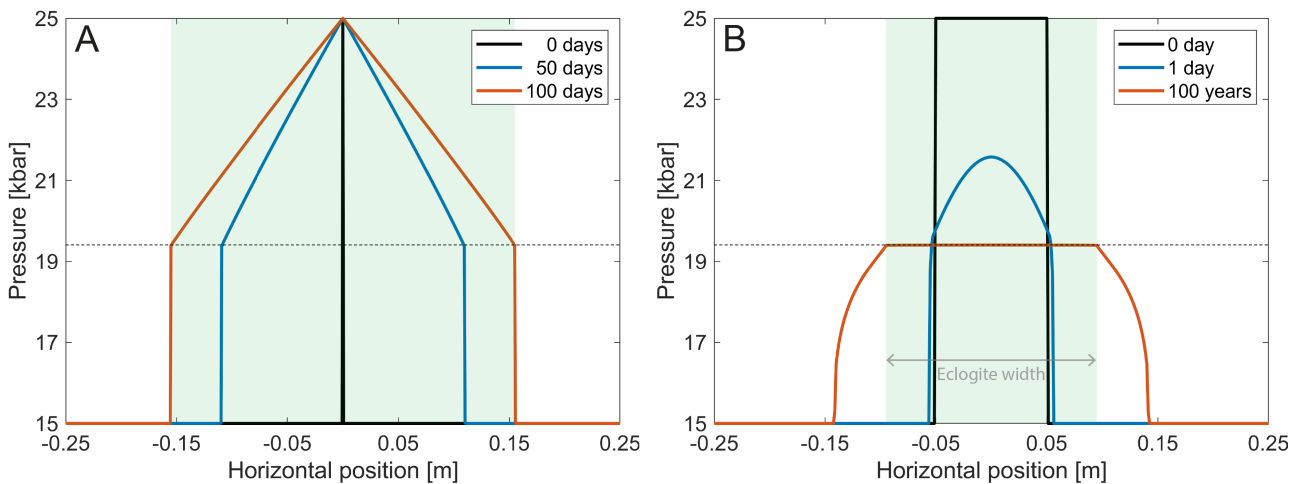 A
0 days
50 days
100 days
25
23
21
19
17
15
Pressure [kbar]
-0.25
-0.15
-0.05
0.05
0.15
0.25
Horizontal position [m]
B
0 day
1 day
100 years
25
23
21
19
17
15
Pressure [kbar]
Eclogite width
-0.25
-0.15
-0.05
0.05
0.15
0.25
Horizontal position [m]